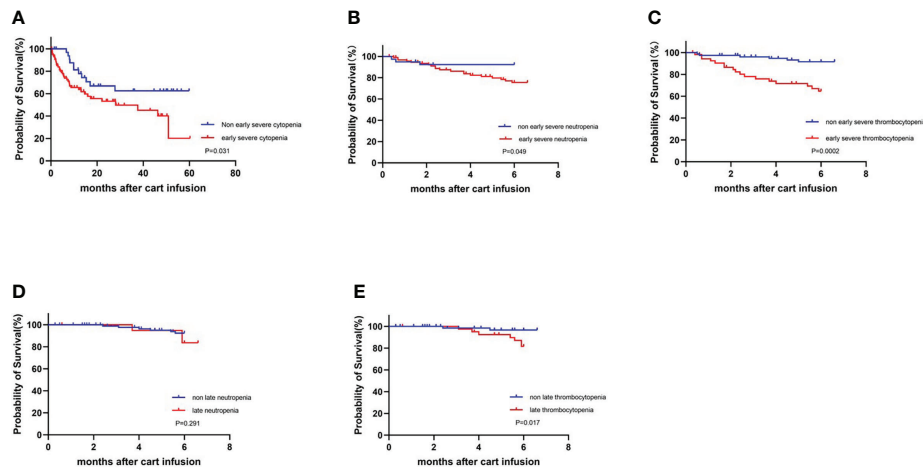 A
Probability of Survival(%)
100
80
60
40
20
0
0 20 40 60 80
months after cart infusion
Non early severe cytopenia
early severe cytopenia
P=0.031
B
Probability of Survival(%)
100
80
60
40
20
0
0 2 4 6 8
months after cart infusion
non early severe neutropenia
early severe neutropenia
P=0.049
C
Probability of Survival(%)
100
80
60
40
20
0
0 2 4 6 8
months after cart infusion
non early severe thrombocytopeni
early severe thrombocytopeni
P=0.0002
D
Probability of Survival(%)
100
80
60
40
20
0
0 2 4 6 8
months after cart infusion
non late neutropenia
late neutropenia
P=0.291
E
Probability of Survival(%)
100
80
60
40
20
0
0 2 4 6 8
months after cart infusion
non late thrombocytopenia
late thrombocytopenia
P=0.017